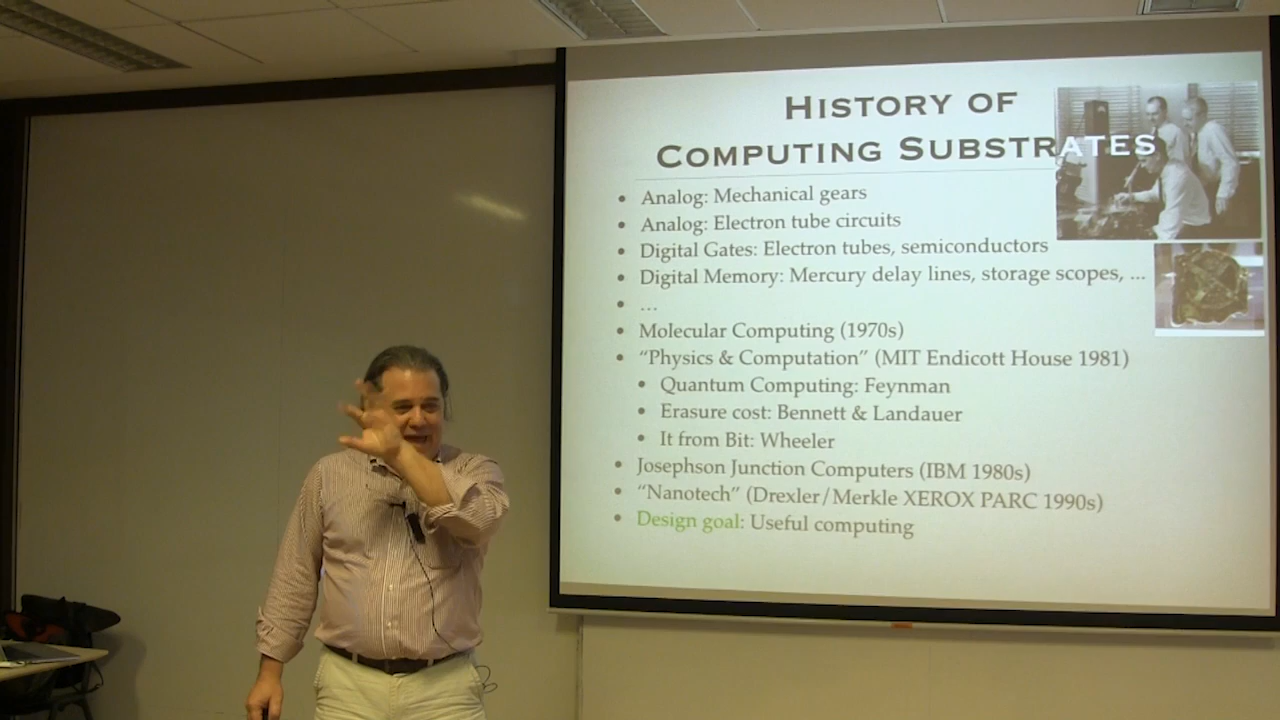 HISTORY OF
COMPUTING SUBSTRATES
• Analog: Mechanical gears
• Analog: Electron tube circuits
• Digital Gates: Electron tubes, semiconductors
• Digital Memory: Mercury delay lines, storage scopes, ...
• ...
• Molecular Computing (1970s)
• “Physics & Computation” (MIT Endicott House 1981)
• Quantum Computing: Feynman
• Erasure cost: Bennett & Landauer
• It from Bit: Wheeler
• Josephson Junction Computers (IBM 1980s)
• “Nanotech” (Drexler/Merkle XEROX PARC 1990s)
• Design goal: Useful computing